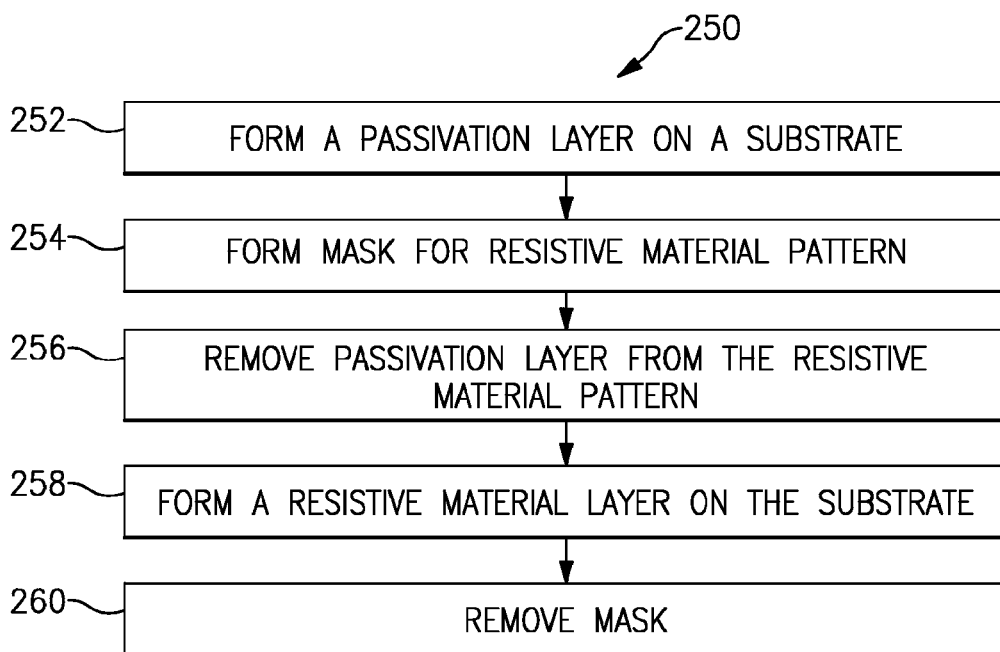 250
252
FORM A PASSIVATION LAYER ON A SUBSTRATE
254
FORM MASK FOR RESISTIVE MATERIAL PATTERN
256
REMOVE PASSIVATION LAYER FROM THE RESISTIVE
MATERIAL PATTERN
258
FORM A RESISTIVE MATERIAL LAYER ON THE SUBSTRATE
260
REMOVE MASK